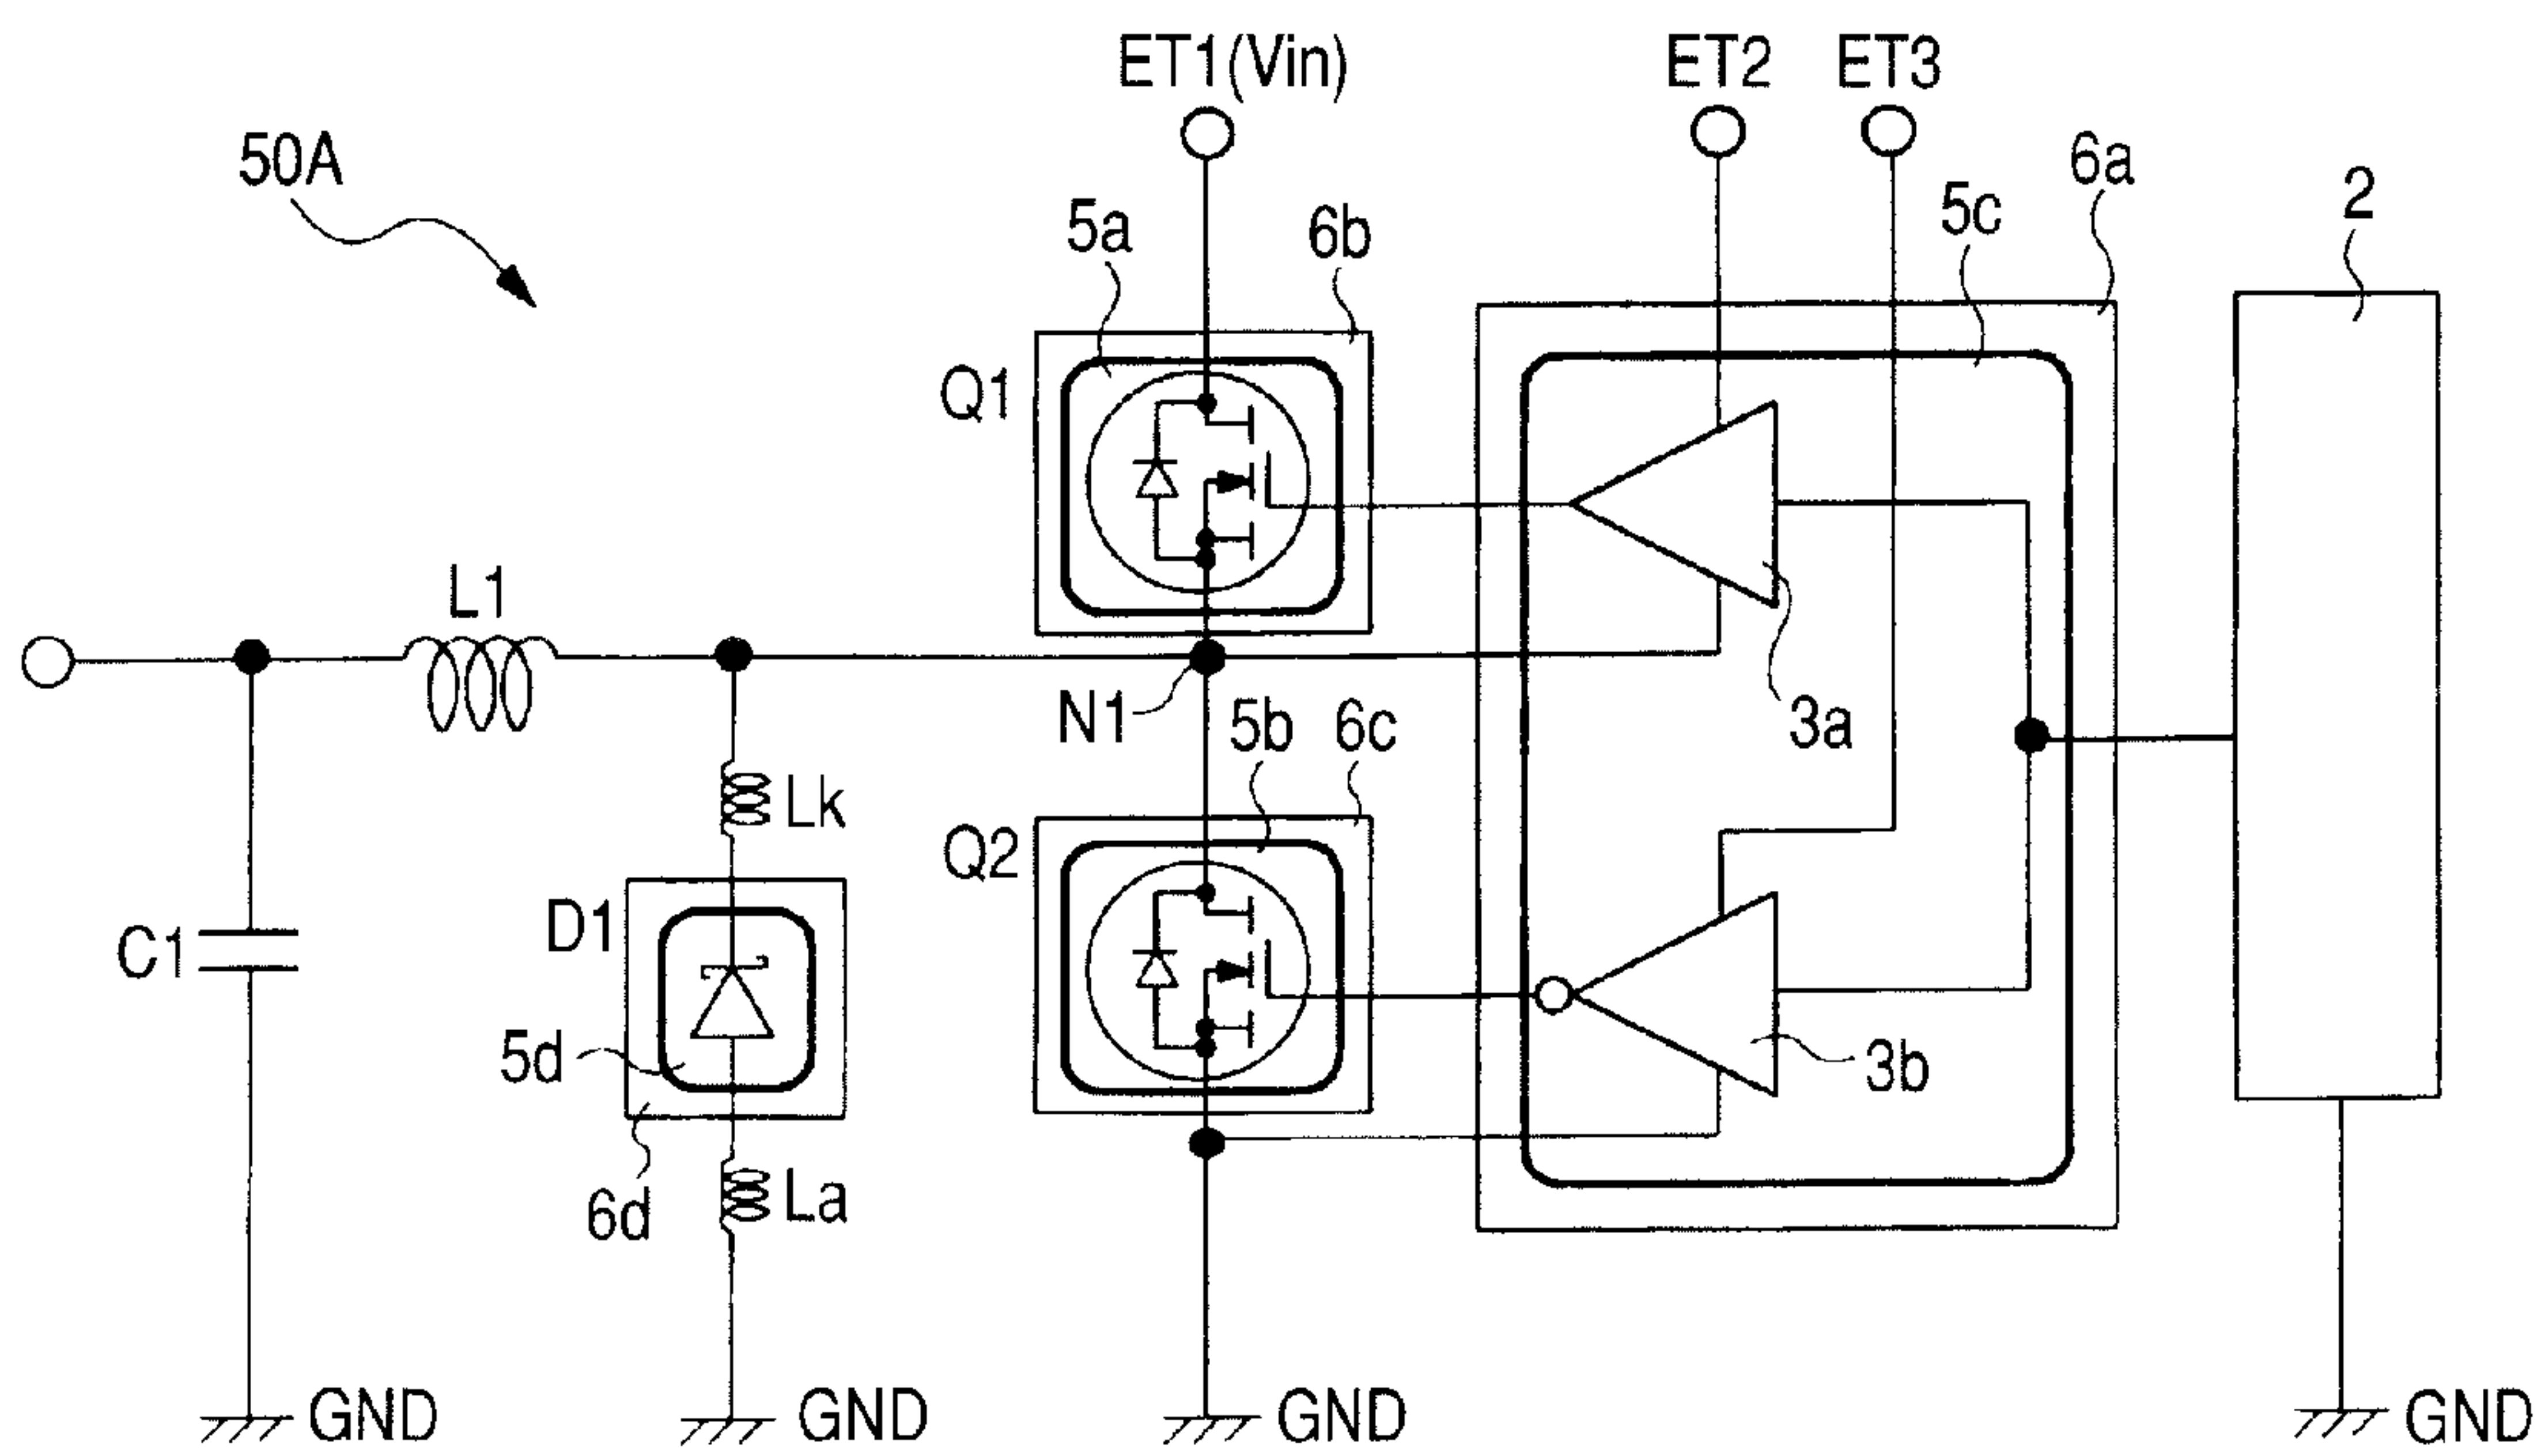 ET1(Vin)
ET2
ET3
50A
5a
6b
5c
6a
2
Q1
L1
N1
5b
6c
3a
Lk
Q2
D1
C1
5d
3b
6d
La
GND
GND
GND
GND